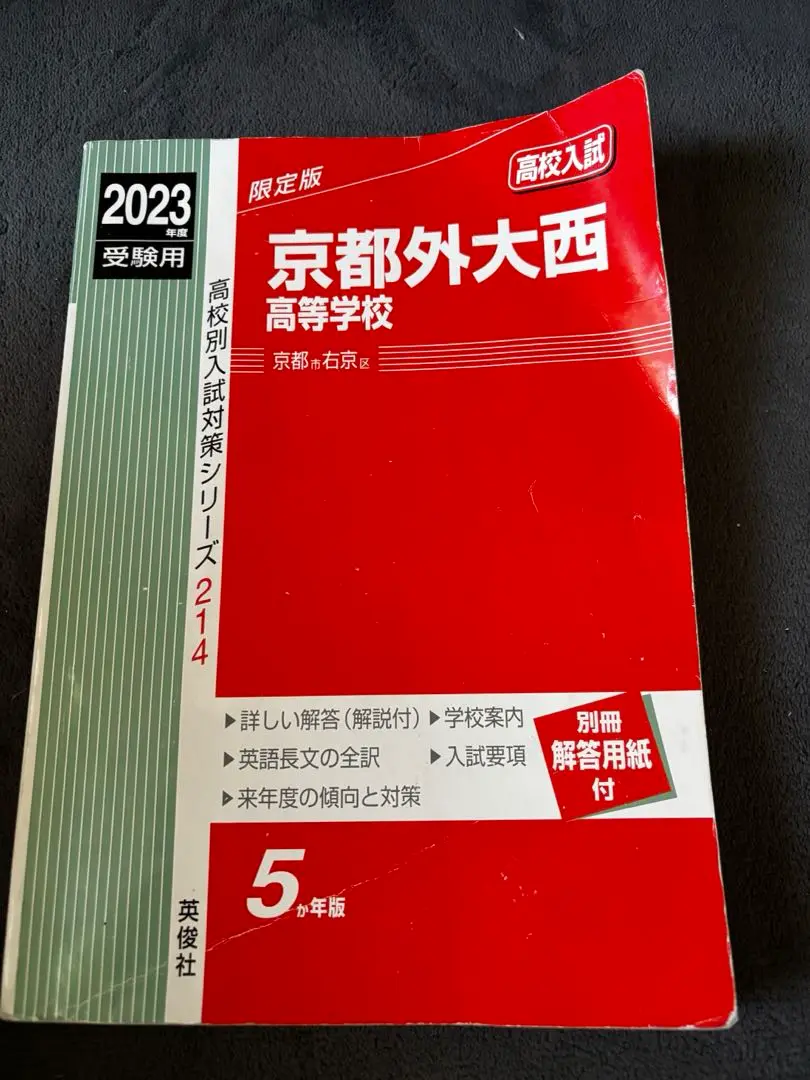 2023
年度
受験用
限定版
高校入試
京都外大西
高等学校
京都市右京区
高校別入試対策シリーズ214
▶詳しい解答(解説付)
▶学校案内
▶英語長文の全訳
▶入試要項
▶来年度の傾向と対策
別冊
解答用紙
付
5か年版
英俊社